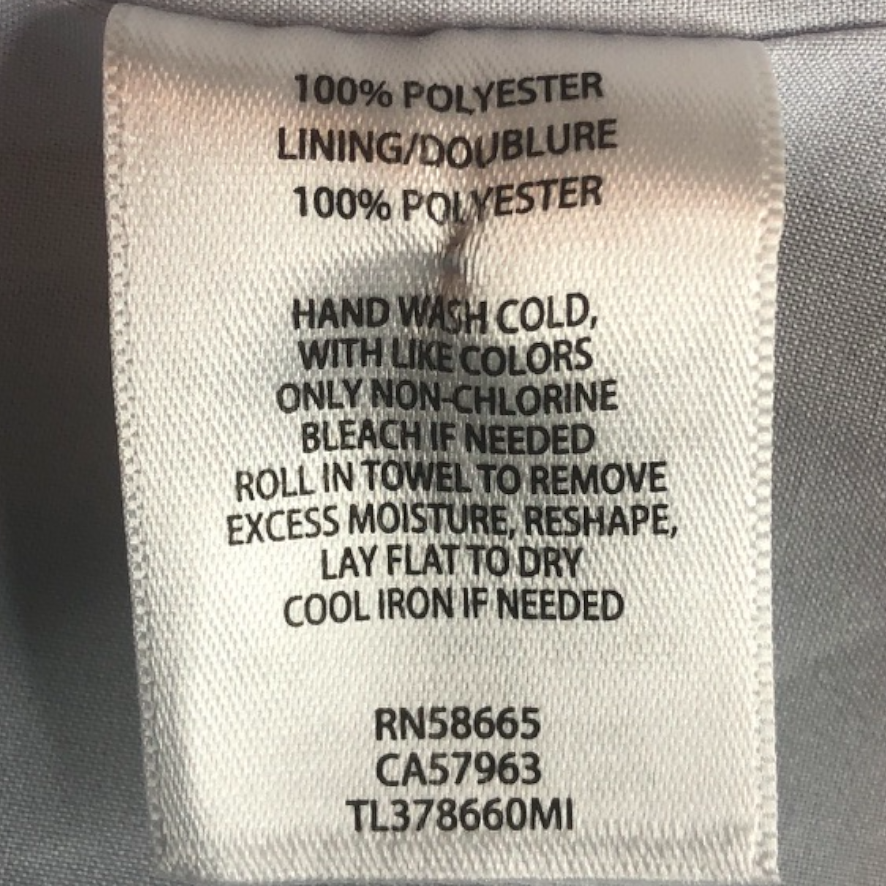 100% POLYESTER
LINING/DOUBLURE
100% POLYESTER
HAND WASH COLD,
WITH LIKE COLORS
ONLY NON-CHLORINE
BLEACH IF NEEDED
ROLL IN TOWEL TO REMOVE
EXCESS MOISTURE, RESHAPE,
LAY FLAT TO DRY
COOL IRON IF NEEDED
RN58665
CA57963
TL378660MI